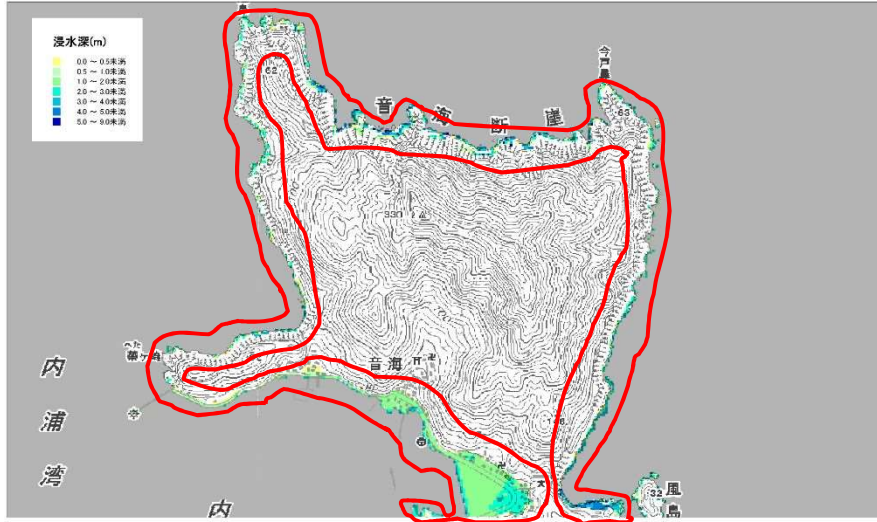 浸水深(m)
0.0 ~ 0.5未満
0.5 ~ 1.0未満
1.0 ~ 2.0未満
2.0 ~ 3.0未満
3.0 ~ 4.0未満
4.0 ~ 5.0未満
5.0 ~ 9.0未満
62
音海断崖
今戸鼻
63
330
音海
内浦湾
146
32
風島
内